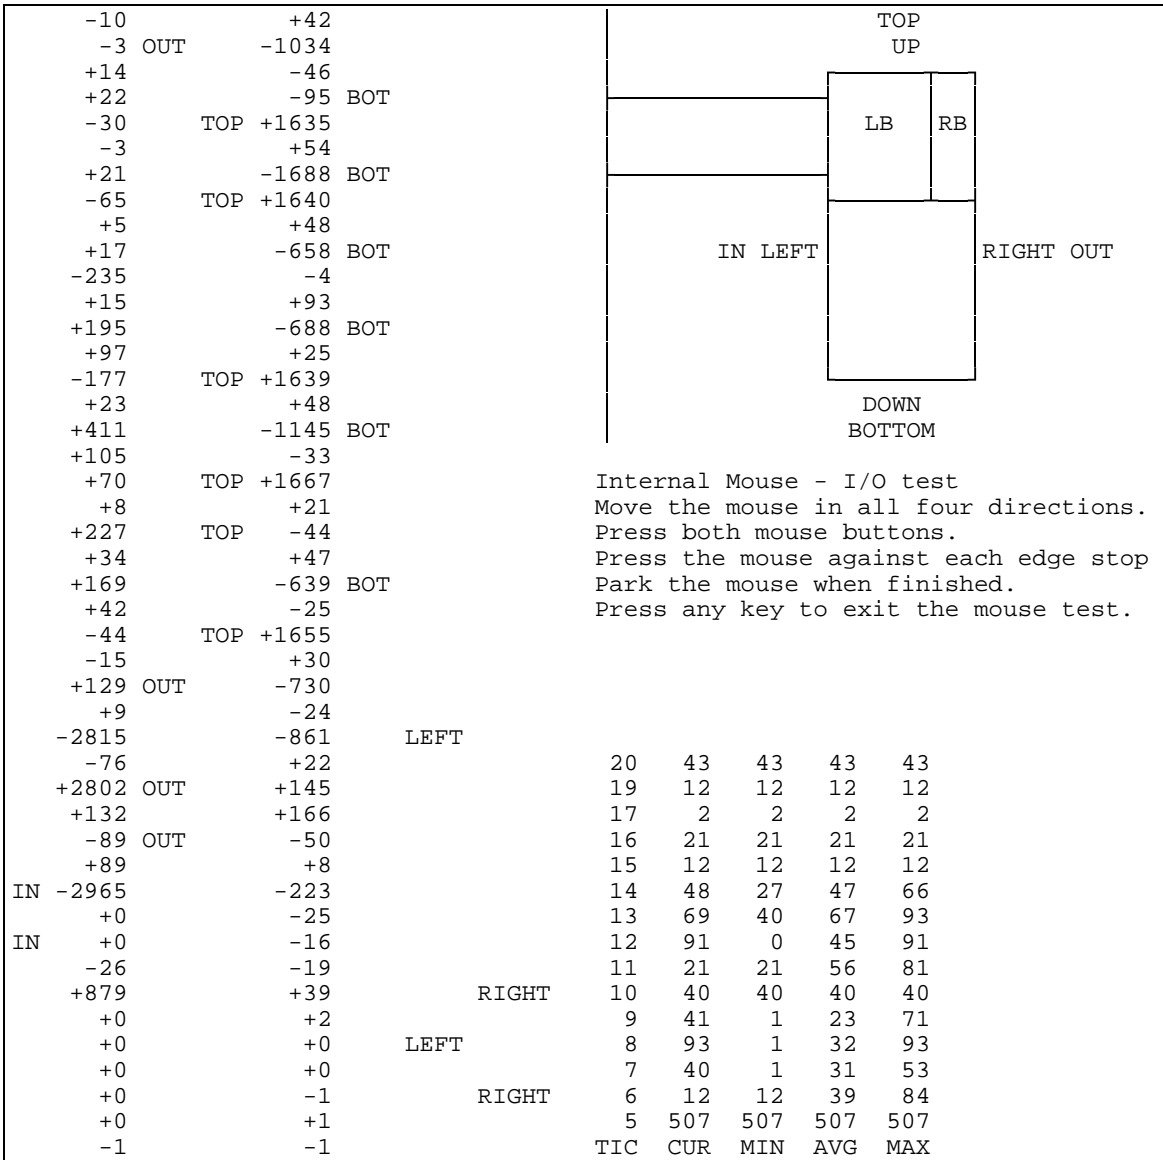 -10 +42 TOP
-3 OUT -1034 UP
+14 -46
+22 -95 BOT
-30 TOP +1635 LB RB
-3 +54
+21 -1688 BOT
-65 TOP +1640
+5 +48
+17 -658 BOT IN LEFT RIGHT OUT
-235 -4
+15 +93
+195 -688 BOT
+97 +25
-177 TOP +1639
+23 +48 DOWN
+411 -1145 BOT BOTTOM
+105 -33
+70 TOP +1667 Internal Mouse - I/O test
+8 +21 Move the mouse in all four directions.
+227 TOP -44 Press both mouse buttons.
+34 +47 Press the mouse against each edge stop
+169 -639 BOT Park the mouse when finished.
+42 -25 Press any key to exit the mouse test.
-44 TOP +1655
-15 +30
+129 OUT -730
+9 -24
-2815 -861 LEFT
-76 +22 20 43 43 43 43
+2802 OUT +145 19 12 12 12 12
+132 +166 17 2 2 2 2
-89 OUT -50 16 21 21 21 21
+89 +8 15 12 12 12 12
IN -2965 -223 14 48 27 47 66
+0 -25 13 69 40 67 93
IN +0 -16 12 91 0 45 91
-26 -19 11 21 21 56 81
+879 +39 RIGHT 10 40 40 40 40
+0 +2 9 41 1 23 71
+0 +0 LEFT 8 93 1 32 93
+0 +0 7 40 1 31 53
+0 -1 RIGHT 6 12 12 39 84
+0 +1 5 507 507 507 507
-1 -1 TIC CUR MIN AVG MAX